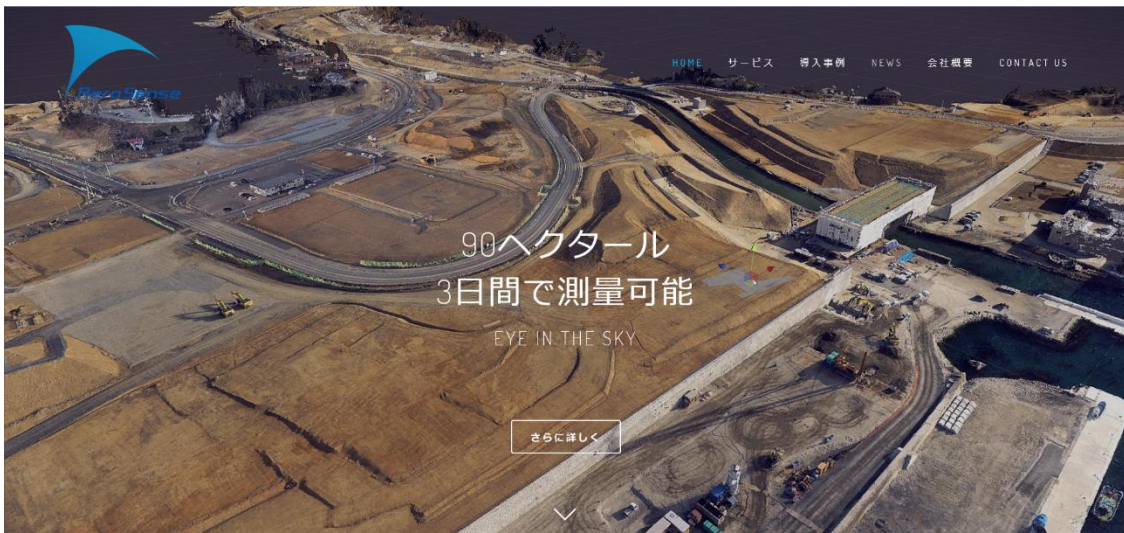 Aero Sense
HOME サービス 導入事例 NEWS 会社概要 CONTACT US
90ヘクタール
3日間で測量可能
EYE IN THE SKY
さらに詳しく